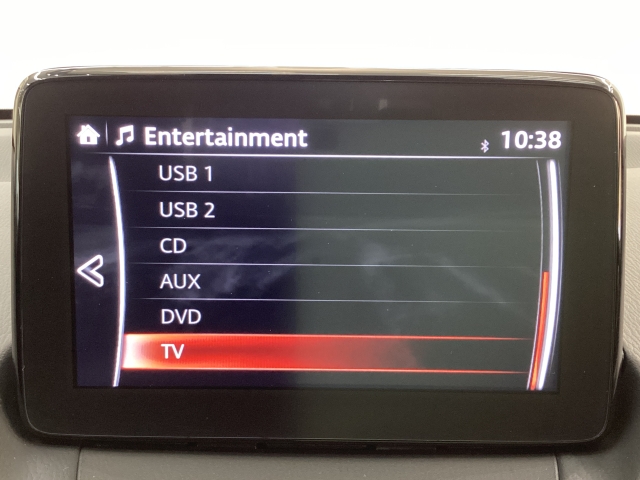 Entertainment 10:38
USB 1
USB 2
CD
AUX
DVD
TV